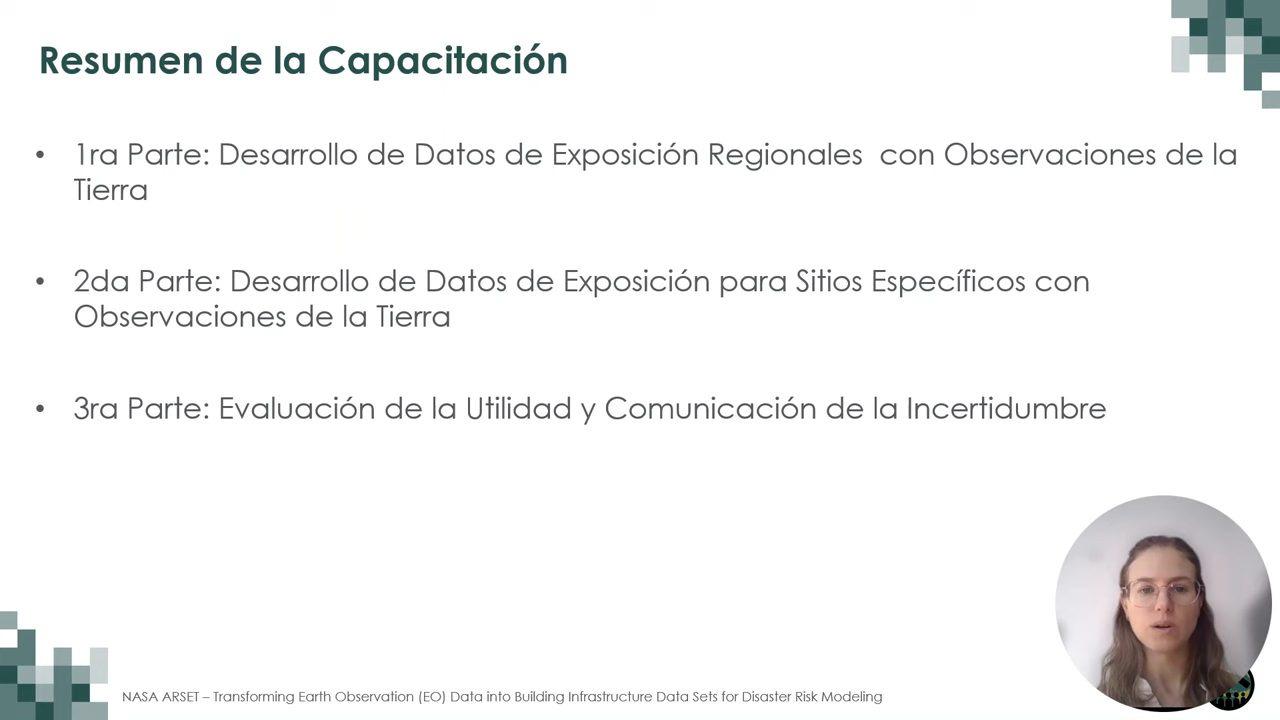 Resumen de la Capacitación
• 1ra Parte: Desarrollo de Datos de Exposición Regionales  con Observaciones de la
Tierra
• 2da Parte: Desarrollo de Datos de Exposición para Sitios Específicos con
Observaciones de la Tierra
• 3ra Parte: Evaluación de la Utilidad y Comunicación de la Incertidumbre
NASA ARSET – Transforming Earth Observation (EO) Data into Building Infrastructure Data Sets for Disaster Risk Modeling